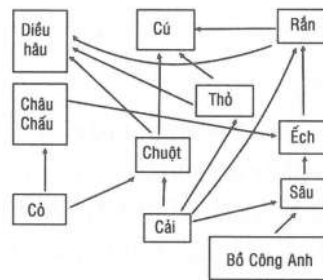 Diều
hâu
Cú
Rắn
Châu
Chấu
Thỏ
Chuột
Ếch
Cỏ
Cải
Sâu
Bồ Công Anh